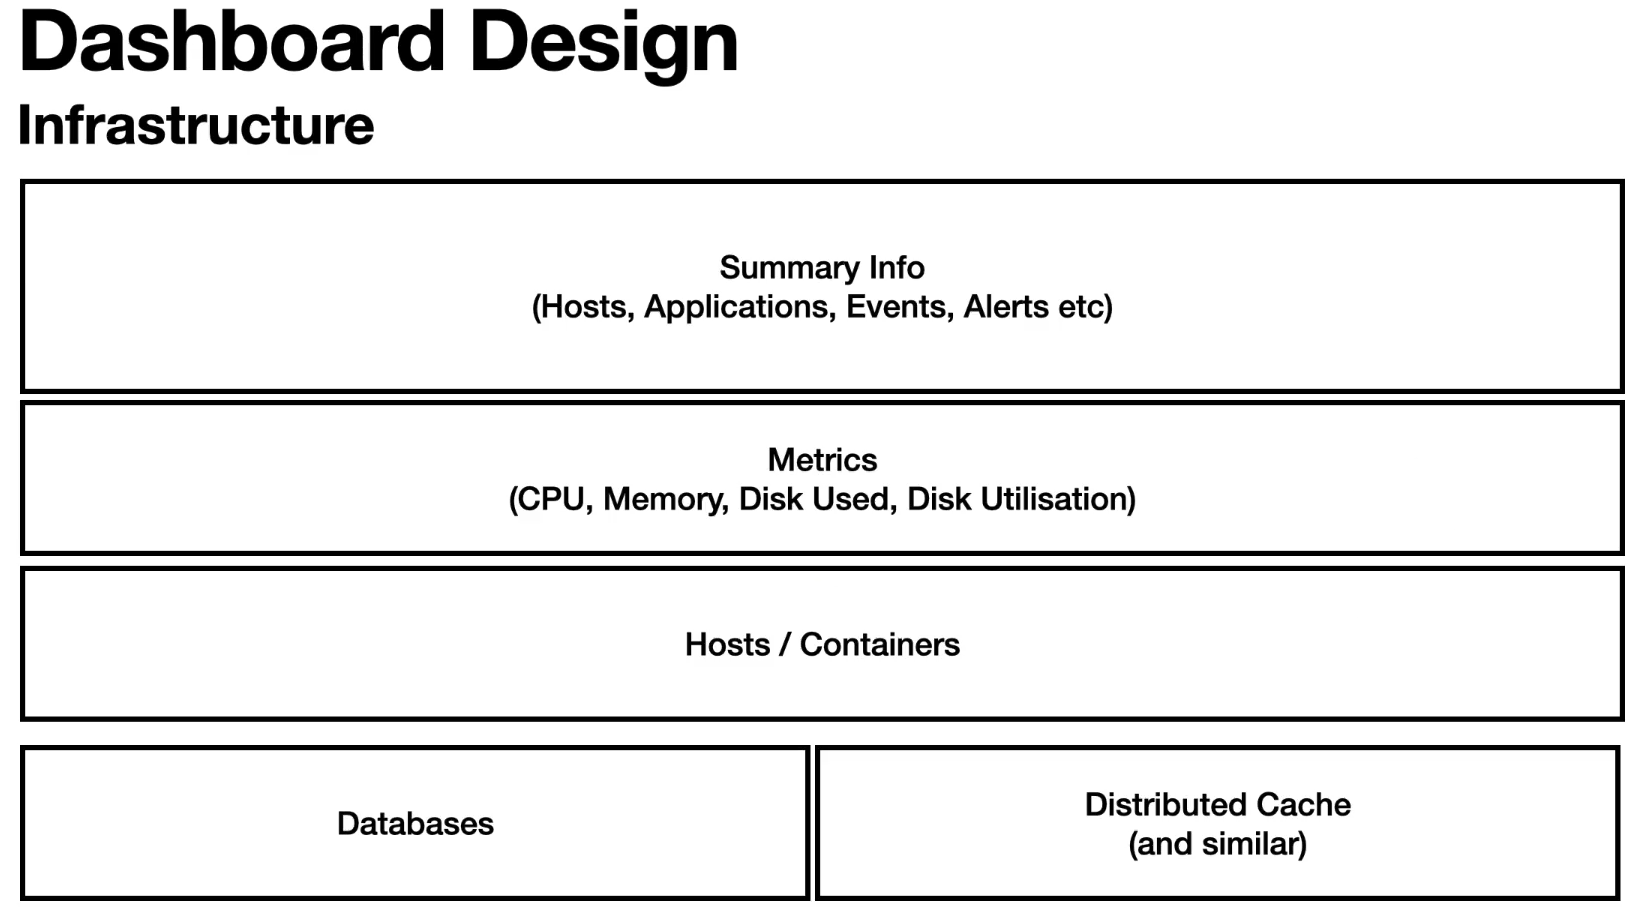 Dashboard Design
Infrastructure
Summary Info
(Hosts, Applications, Events, Alerts etc)
Metrics
(CPU, Memory, Disk Used, Disk Utilisation)
Hosts / Containers
Databases
Distributed Cache
(and similar)